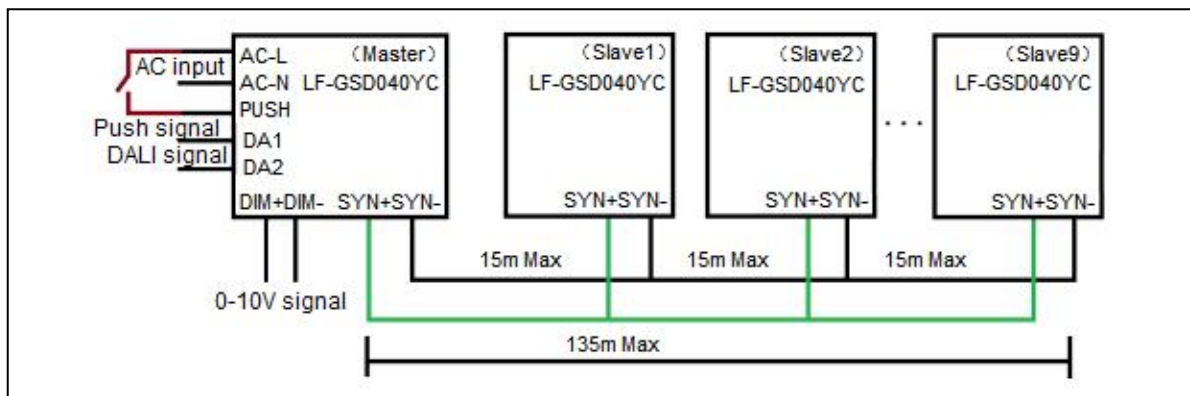 AC-L （Master） （Slave1） （Slave2） （Slave9）
AC input
AC-N LF-GSD040YC LF-GSD040YC LF-GSD040YC LF-GSD040YC
PUSH
Push signal
DA1
DALI signal
DA2
...
DIM+DIM- SYN+SYN- SYN+SYN- SYN+SYN- SYN+SYN-
15m Max 15m Max 15m Max
0-10V signal
135m Max